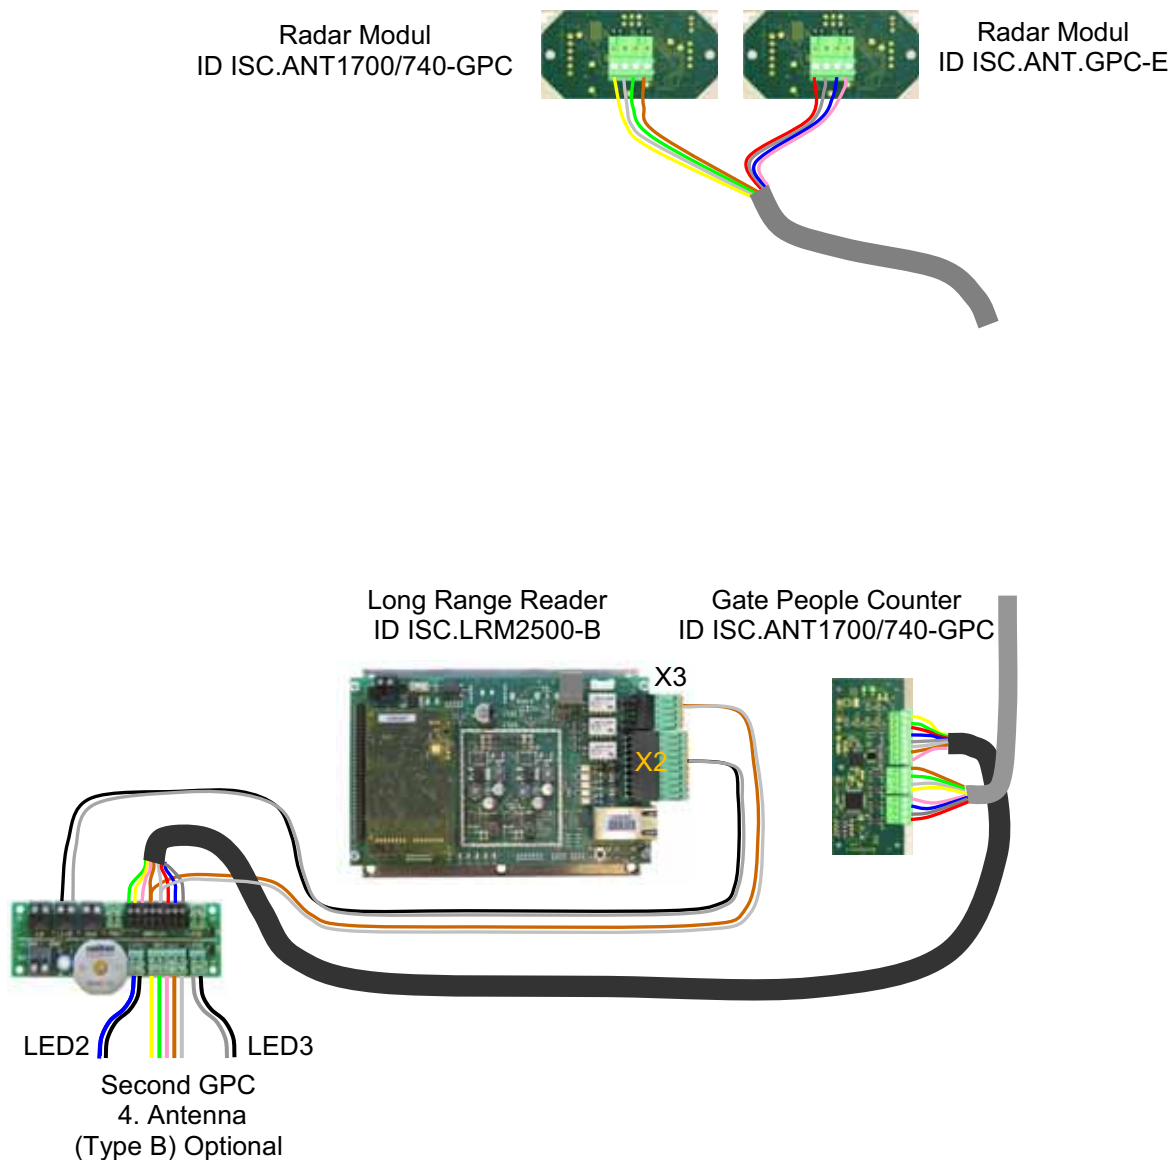 Radar Modul
ID ISC.ANT1700/740-GPC
Radar Modul
ID ISC.ANT.GPC-E
Long Range Reader
ID ISC.LRM2500-B
Gate People Counter
ID ISC.ANT1700/740-GPC
X3
X2
LED2
LED3
Second GPC
4. Antenna
(Type B) Optional